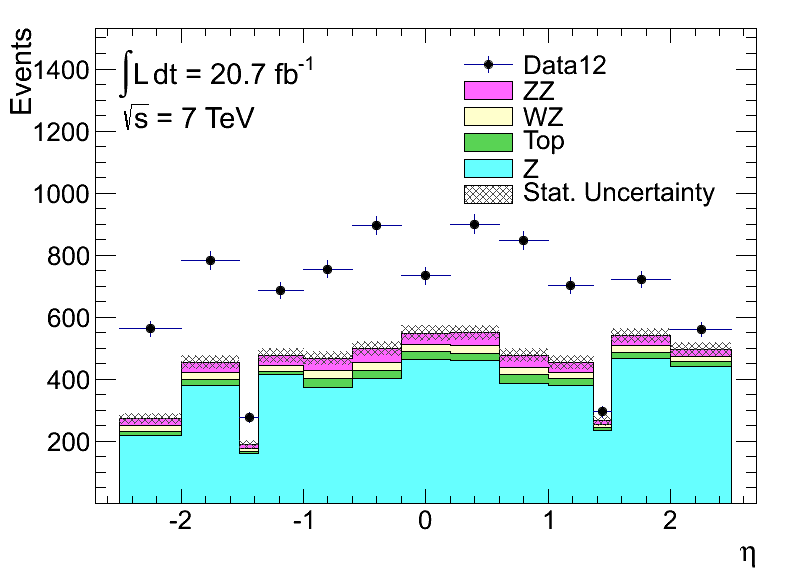 Events
∫L dt = 20.7 fb⁻¹
√s = 7 TeV
Data12
ZZ
WZ
Top
Z
Stat. Uncertainty
1400
1200
1000
800
600
400
200
-2 -1 0 1 2
η